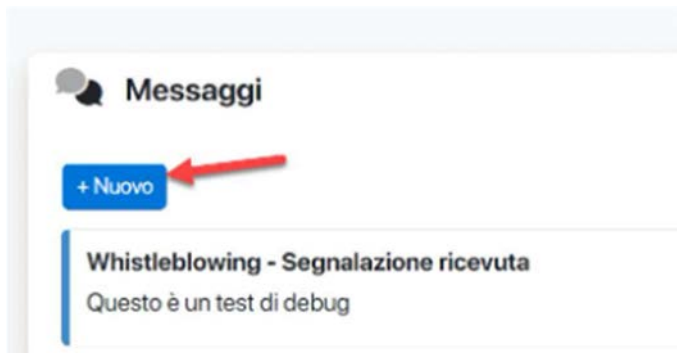 Messaggi
+ Nuovo
Whistleblowing - Segnalazione ricevuta
Questo è un test di debug